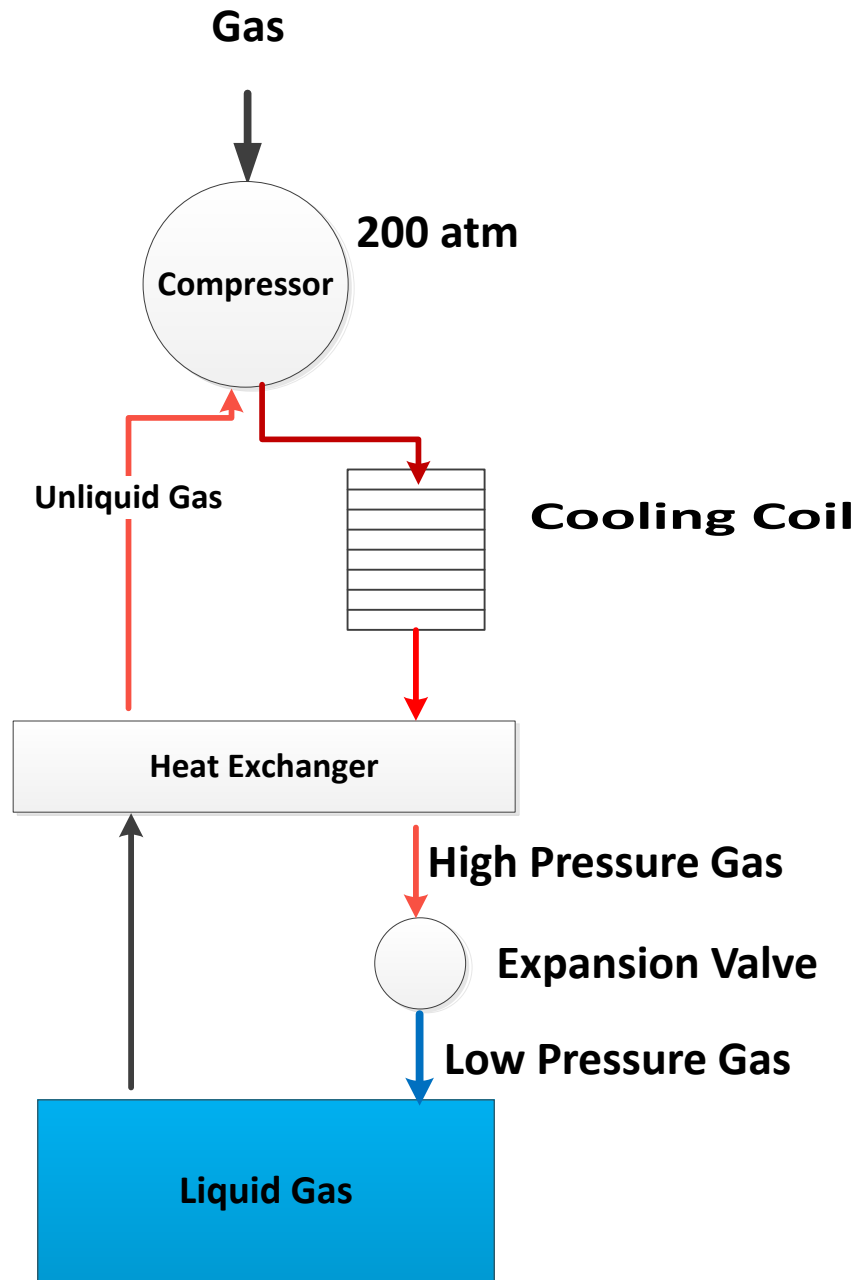 Gas
200 atm
Compressor
Unliquid Gas
Cooling Coil
Heat Exchanger
High Pressure Gas
Expansion Valve
Low Pressure Gas
Liquid Gas